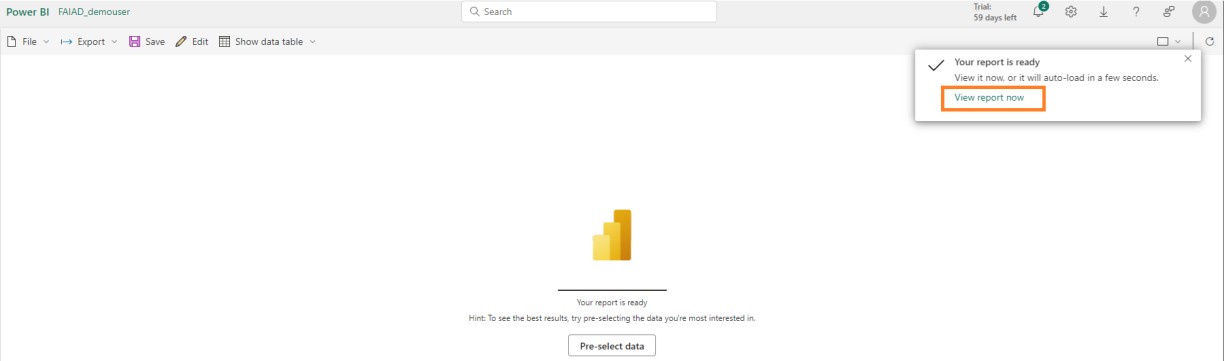 Power BI FAIAD_demouser
Search
Trial:
59 days left
2
File Export Save Edit Show data table
Your report is ready
View it now, or it will auto-load in a few seconds.
View report now
Your report is ready
Hint: To see the best results, try pre-selecting the data you're most interested in.
Pre-select data